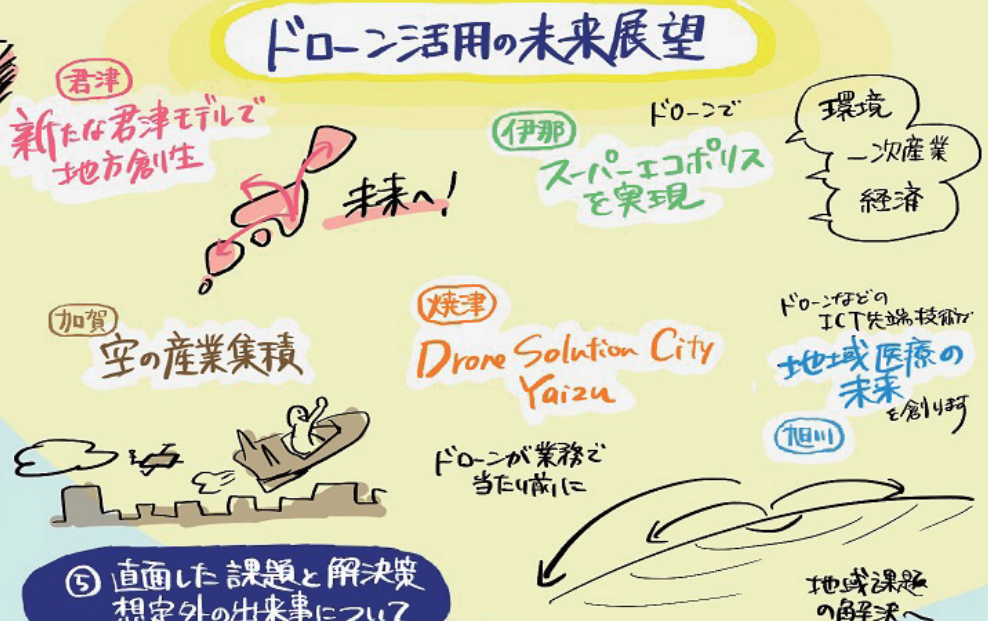 ドローン活用の未来展望
君津
新たな君津モデルで
地方創生
未来へ!
伊那
ドローンで
スーパーエコポリス
を実現
環境
一次産業
経済
加賀
空の産業集積
焼津
Drone Solution City
Yaizu
ドローンが業務で
当たり前に
ドローンなどの
ICT先端技術で
地域医療の
未来
を創ります
旭川
地域課題
の解決へ
⑤ 直面した課題と解決策
想定外の出来事について